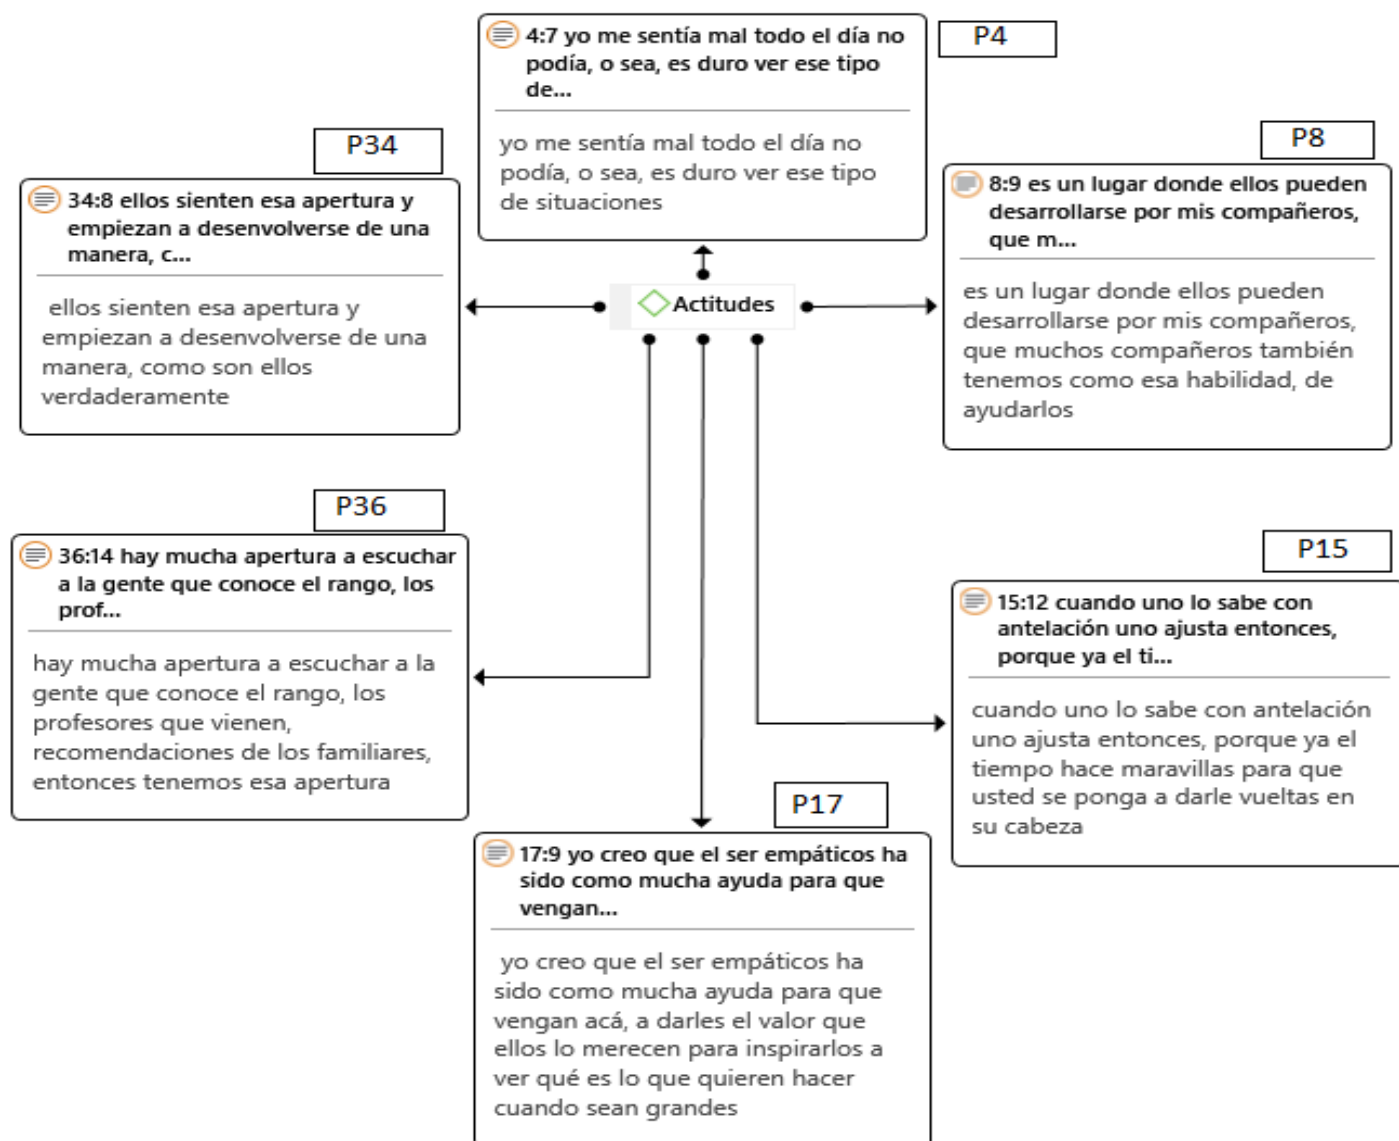 P4
4:7 yo me sentía mal todo el día no
podía, o sea, es duro ver ese tipo
de...
yo me sentía mal todo el día no
podía, o sea, es duro ver ese tipo
de situaciones
P34
34:8 ellos sienten esa apertura y
empiezan a desenvolverse de una
manera, c...
ellos sienten esa apertura y
empiezan a desenvolverse de una
manera, como son ellos
verdaderamente
P8
8:9 es un lugar donde ellos pueden
desarrollarse por mis compañeros,
que m...
es un lugar donde ellos pueden
desarrollarse por mis compañeros,
que muchos compañeros también
tenemos como esa habilidad, de
ayudarlos
Actitudes
P36
36:14 hay mucha apertura a escuchar
a la gente que conoce el rango, los
prof...
hay mucha apertura a escuchar a la
gente que conoce el rango, los
profesores que vienen,
recomendaciones de los familiares,
entonces tenemos esa apertura
P15
15:12 cuando uno lo sabe con
antelación uno ajusta entonces,
porque ya el ti...
cuando uno lo sabe con antelación
uno ajusta entonces, porque ya el
tiempo hace maravillas para que
usted se ponga a darle vueltas en
su cabeza
P17
17:9 yo creo que el ser empáticos ha
sido como mucha ayuda para que
vengan...
yo creo que el ser empáticos ha
sido como mucha ayuda para que
vengan acá, a darles el valor que
ellos lo merecen para inspirarlos a
ver qué es lo que quieren hacer
cuando sean grandes